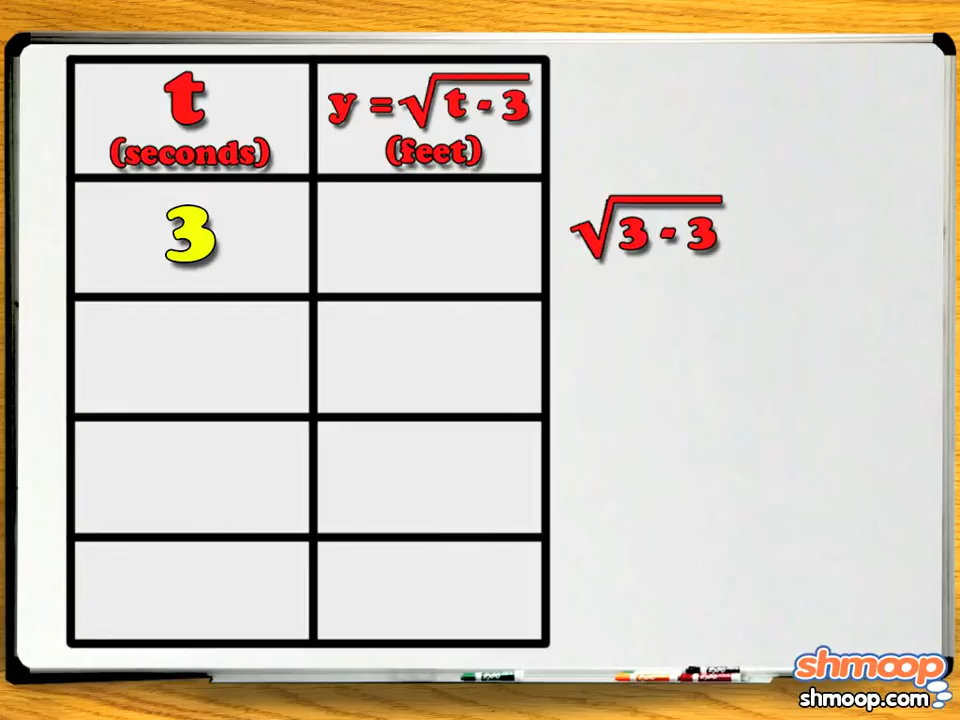 t
(seconds)
y = √t - 3
(feet)
3
√3 - 3
shmoop
shmoop.com